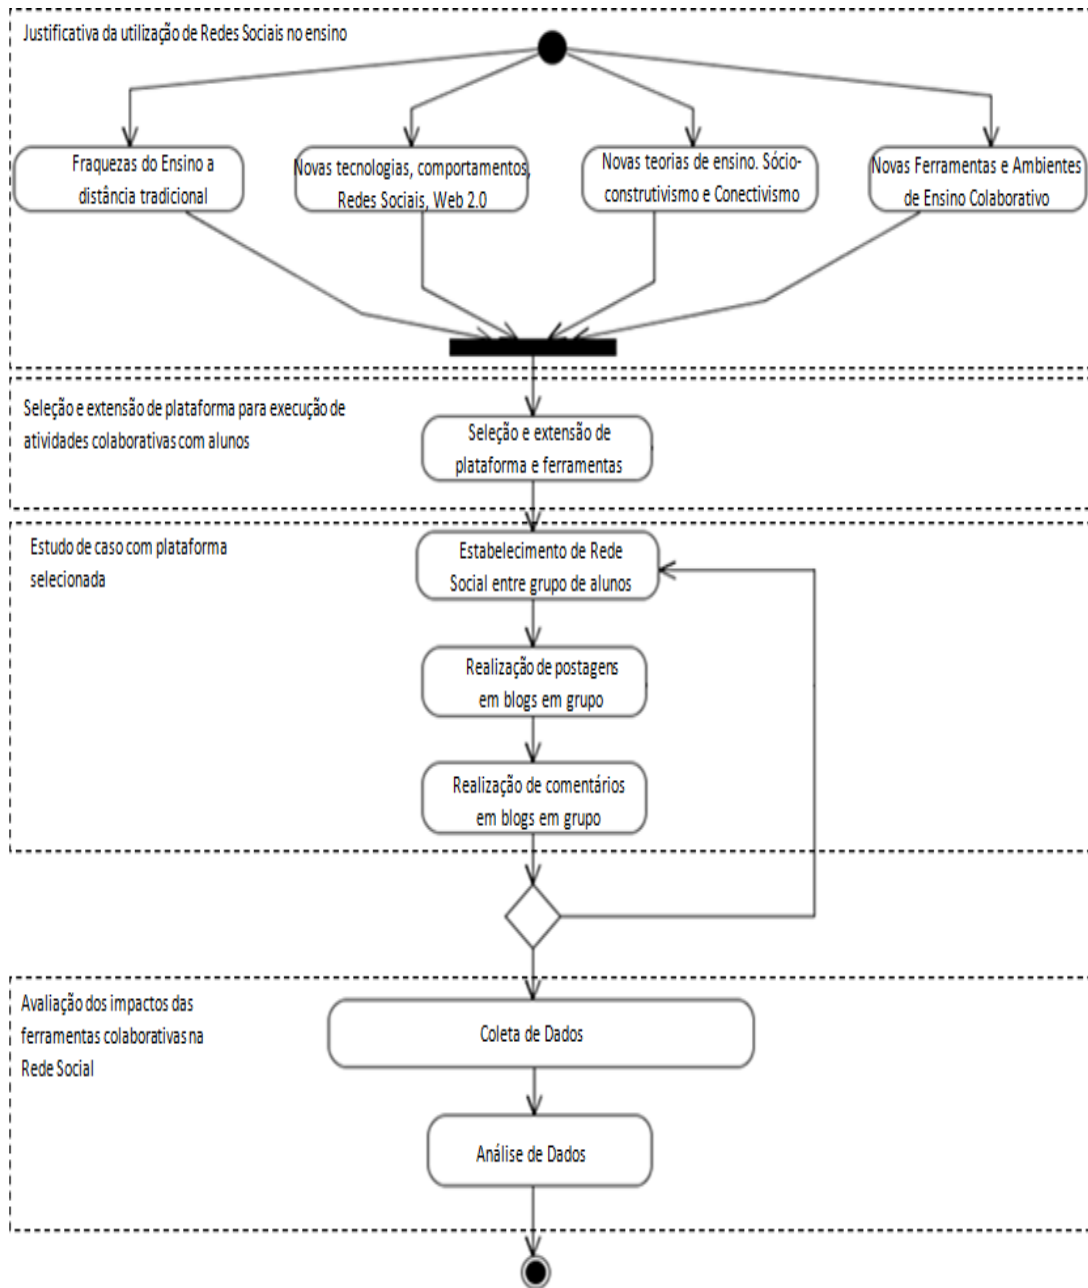 Justificativa da utilização de Redes Sociais no ensino
Fraquezas do Ensino a
distância tradicional
Novas tecnologias, comportamentos,
Redes Sociais, Web 2.0
Novas teorias de ensino. Sócio-
construtivismo e Conectivismo
Novas Ferramentas e Ambientes
de Ensino Colaborativo
Seleção e extensão de plataforma para execução de
atividades colaborativas com alunos
Seleção e extensão de
plataforma e ferramentas
Estudo de caso com plataforma
selecionada
Estabelecimento de Rede
Social entre grupo de alunos
Realização de postagens
em blogs em grupo
Realização de comentários
em blogs em grupo
Avaliação dos impactos das
ferramentas colaborativas na
Rede Social
Coleta de Dados
Análise de Dados